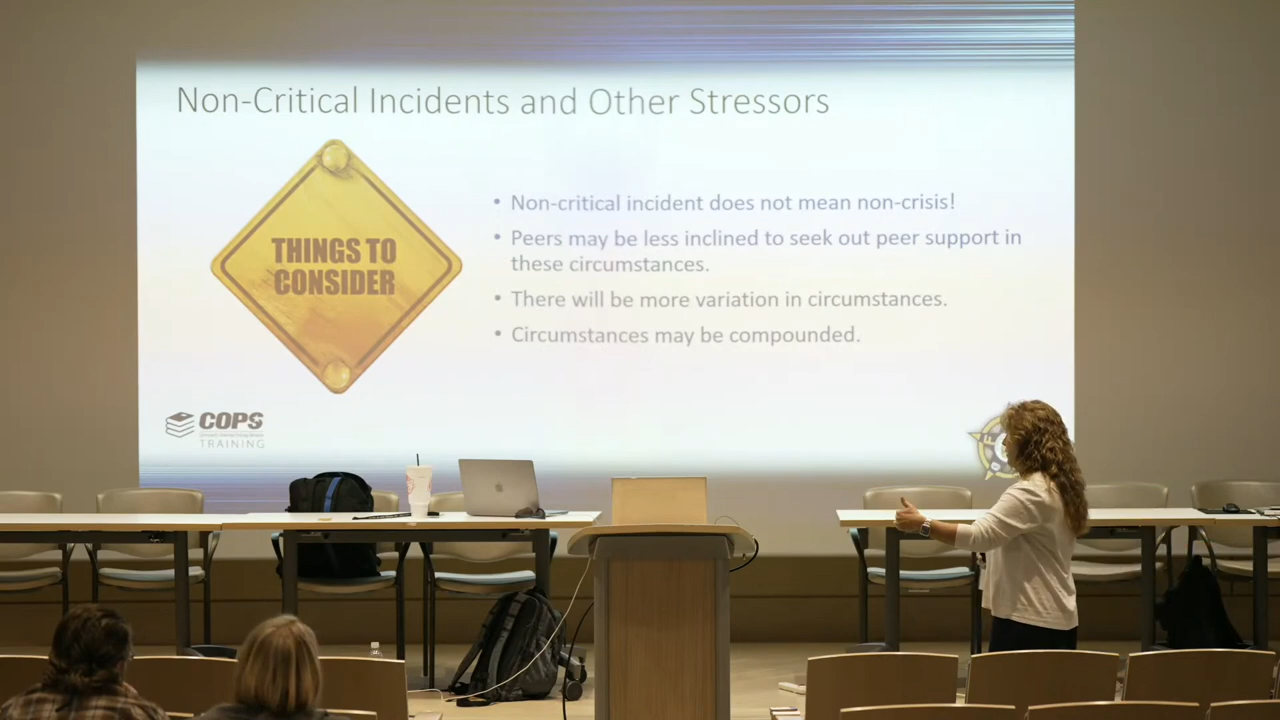 Non-Critical Incidents and Other Stressors
THINGS TO
CONSIDER
• Non-critical incident does not mean non-crisis!
• Peers may be less inclined to seek out peer support in
these circumstances.
• There will be more variation in circumstances.
• Circumstances may be compounded.
COPS
TRAINING